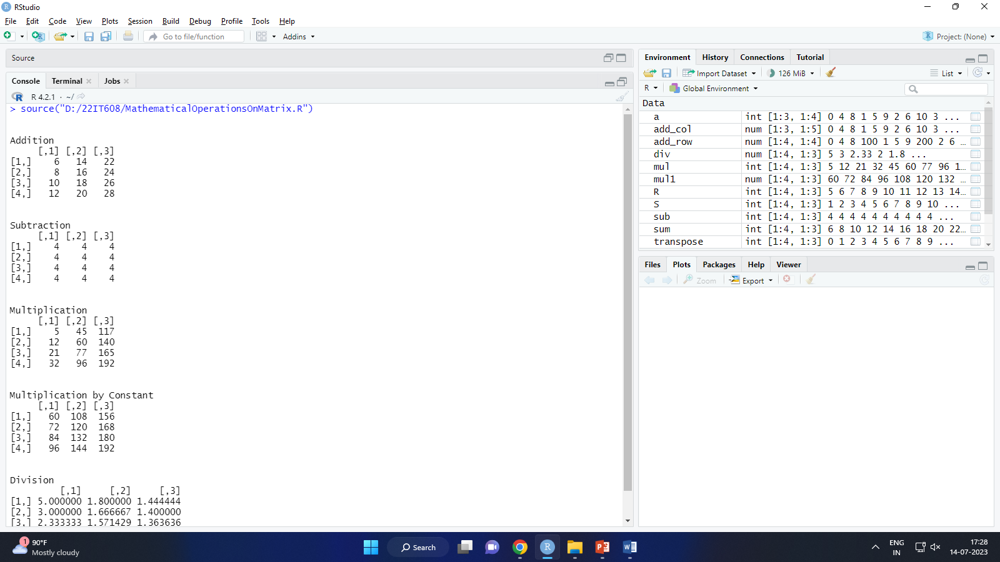 RStudio
File Edit Code View Plots Session Build Debug Profile Tools Help
Go to file/function Addins Project: (None)
Source
Console Terminal Jobs
R 4.2.1 · ~/
> source("D:/22IT608/MathematicalOperationsOnMatrix.R")
Addition
[,1] [,2] [,3]
[1,] 6 14 22
[2,] 8 16 24
[3,] 10 18 26
[4,] 12 20 28
Subtraction
[,1] [,2] [,3]
[1,] 4 4 4
[2,] 4 4 4
[3,] 4 4 4
[4,] 4 4 4
Multiplication
[,1] [,2] [,3]
[1,] 5 45 117
[2,] 12 60 140
[3,] 21 77 165
[4,] 32 96 192
Multiplication by Constant
[,1] [,2] [,3]
[1,] 60 108 156
[2,] 72 120 168
[3,] 84 132 180
[4,] 96 144 192
Division
[,1] [,2] [,3]
[1,] 5.000000 1.800000 1.444444
[2,] 3.000000 1.666667 1.400000
[3,] 2.333333 1.571429 1.363636
Environment History Connections Tutorial
Import Dataset 126 MiB List
R Global Environment
Data
a int [1:3, 1:4] 0 4 8 1 5 9 2 6 10 3 ...
add_col num [1:3, 1:5] 0 4 8 1 5 9 2 6 10 3 ...
add_row num [1:4, 1:4] 0 4 8 100 1 5 9 200 2 6 …
div num [1:4, 1:3] 5 3 2.33 2 1.8 ...
mul int [1:4, 1:3] 5 12 21 32 45 60 77 96 1…
mul1 num [1:4, 1:3] 60 72 84 96 108 120 132 …
R int [1:4, 1:3] 5 6 7 8 9 10 11 12 13 14…
S int [1:4, 1:3] 1 2 3 4 5 6 7 8 9 10 ...
sub int [1:4, 1:3] 4 4 4 4 4 4 4 4 4 4 ...
sum int [1:4, 1:3] 6 8 10 12 14 16 18 20 22…
transpose int [1:4, 1:3] 0 1 2 3 4 5 6 7 8 9 ...
Files Plots Packages Help Viewer
Zoom Export
1 90°F
Mostly cloudy
Search
ENG
IN
17:28
14-07-2023